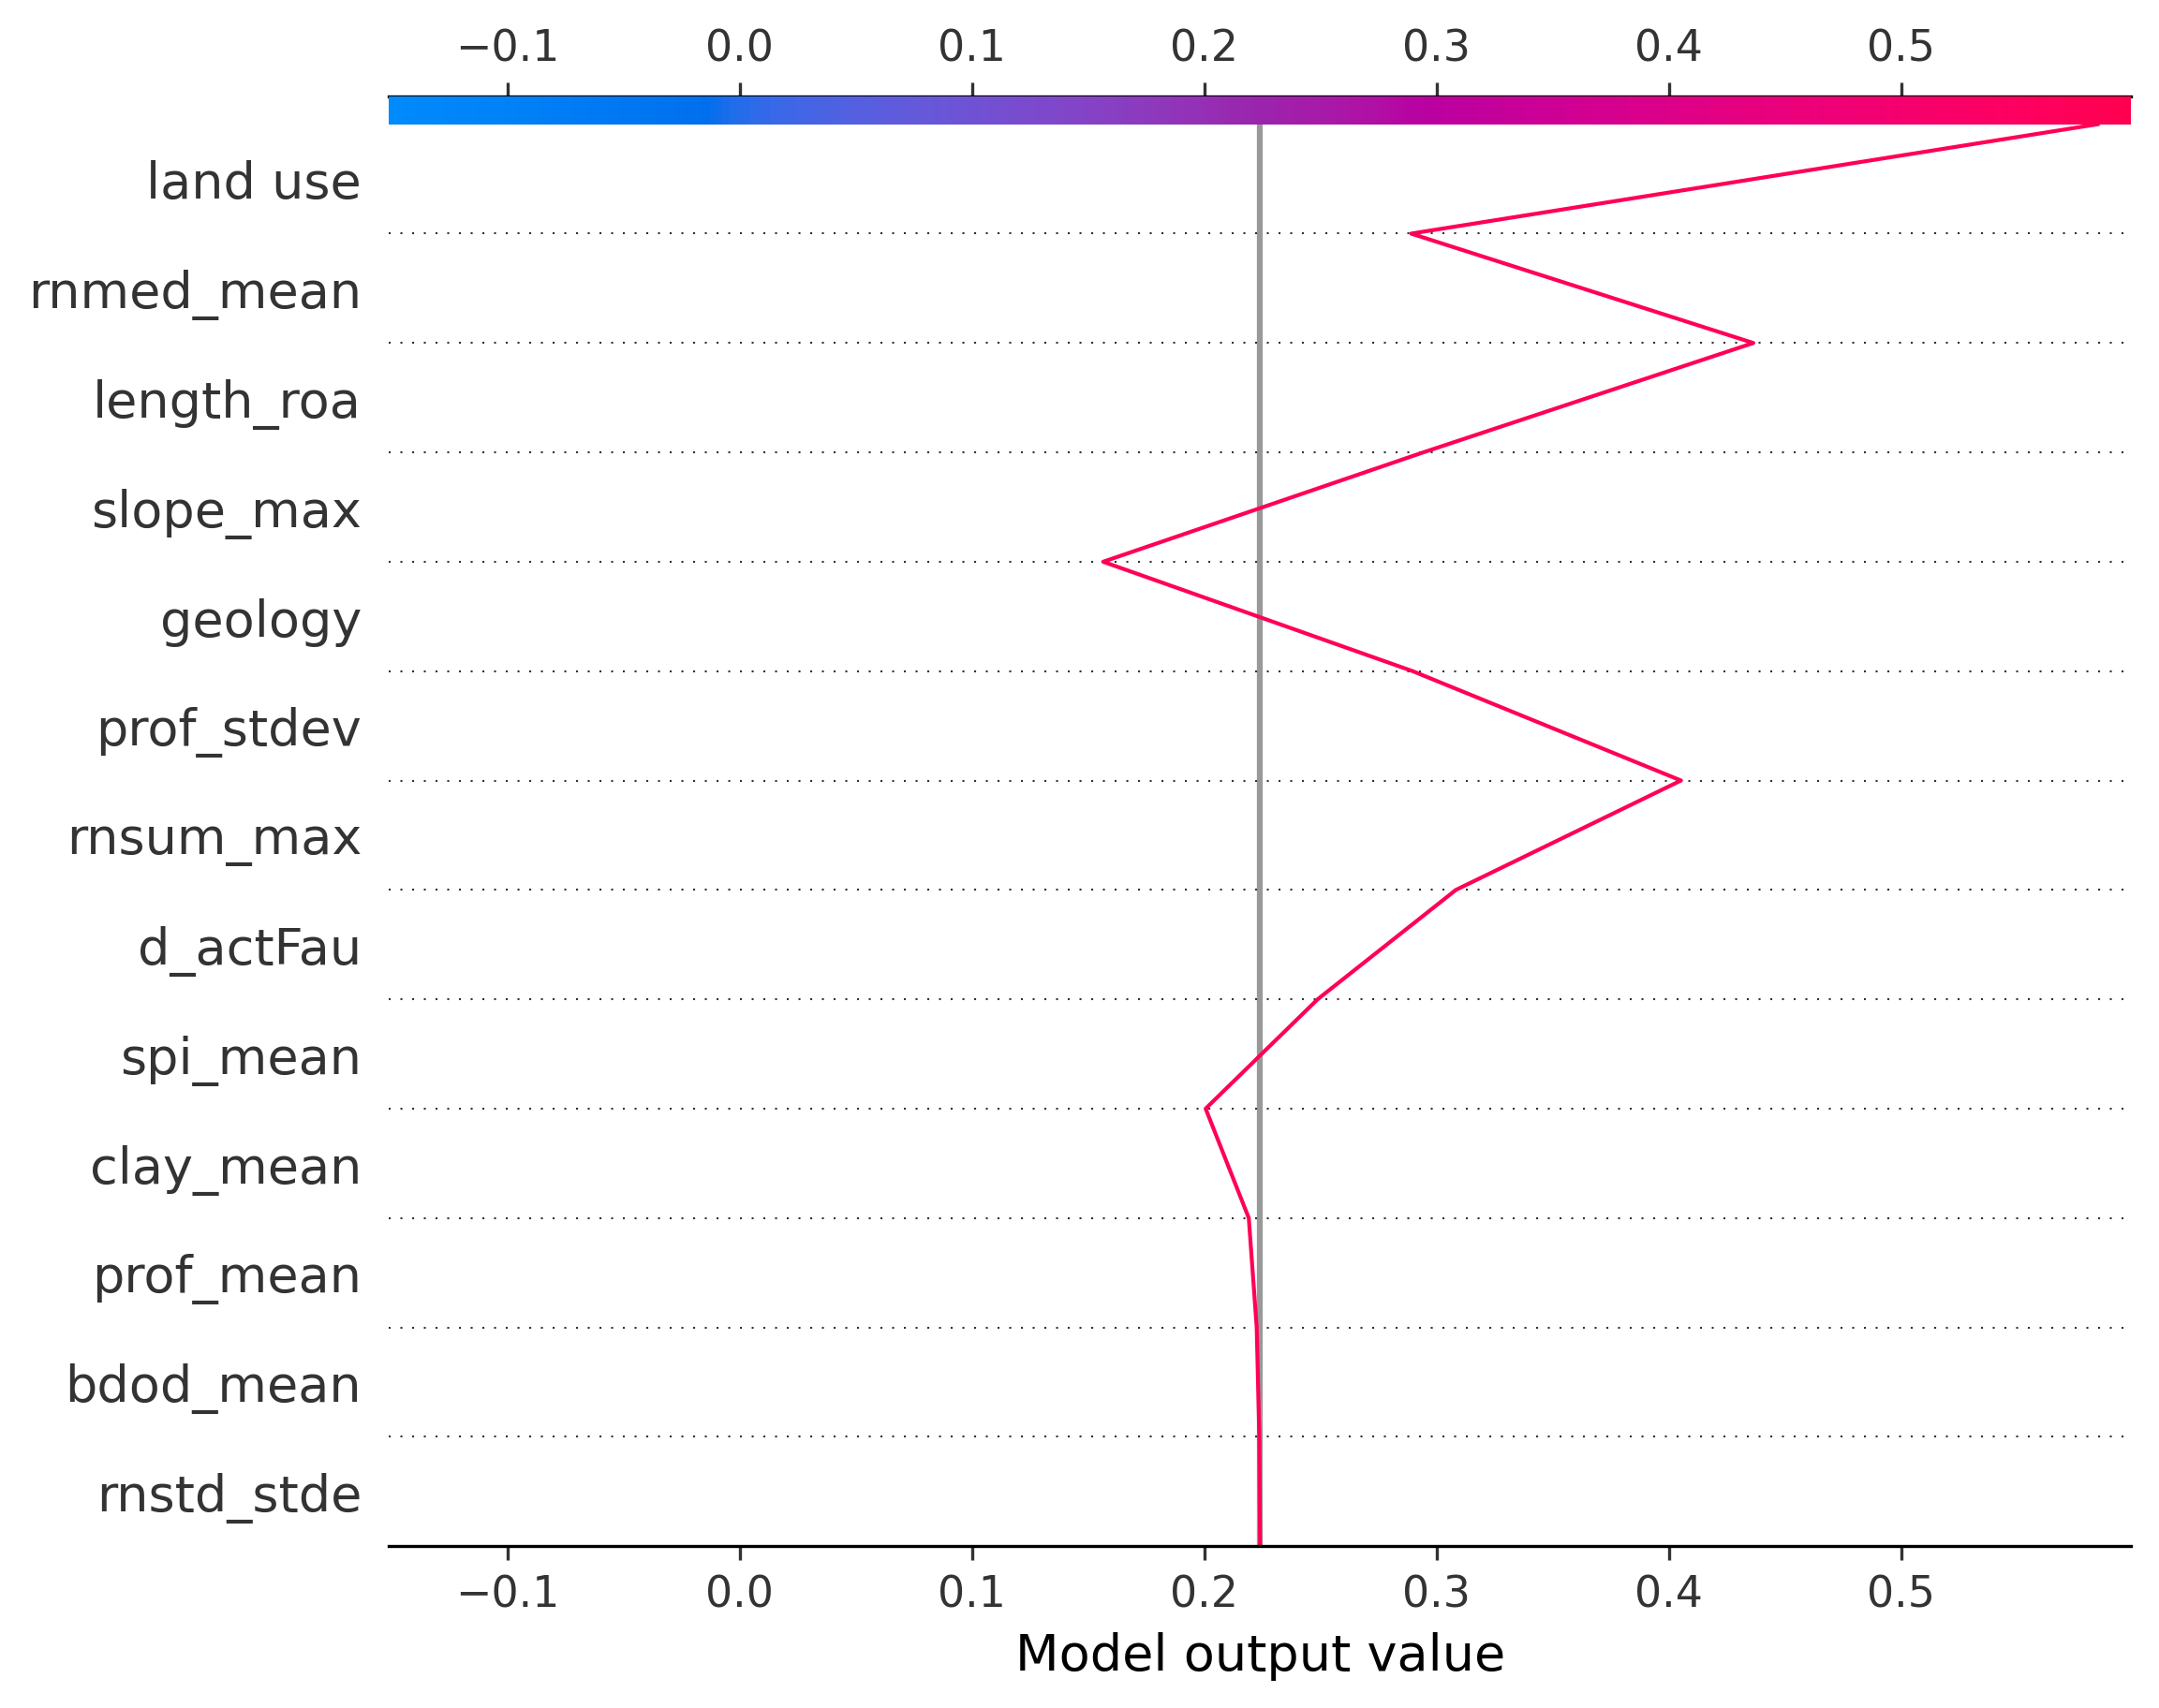 −0.1 0.0 0.1 0.2 0.3 0.4 0.5
land use
rnmed_mean
length_roa
slope_max
geology
prof_stdev
rnsum_max
d_actFau
spi_mean
clay_mean
prof_mean
bdod_mean
rnstd_stde
−0.1 0.0 0.1 0.2 0.3 0.4 0.5
Model output value